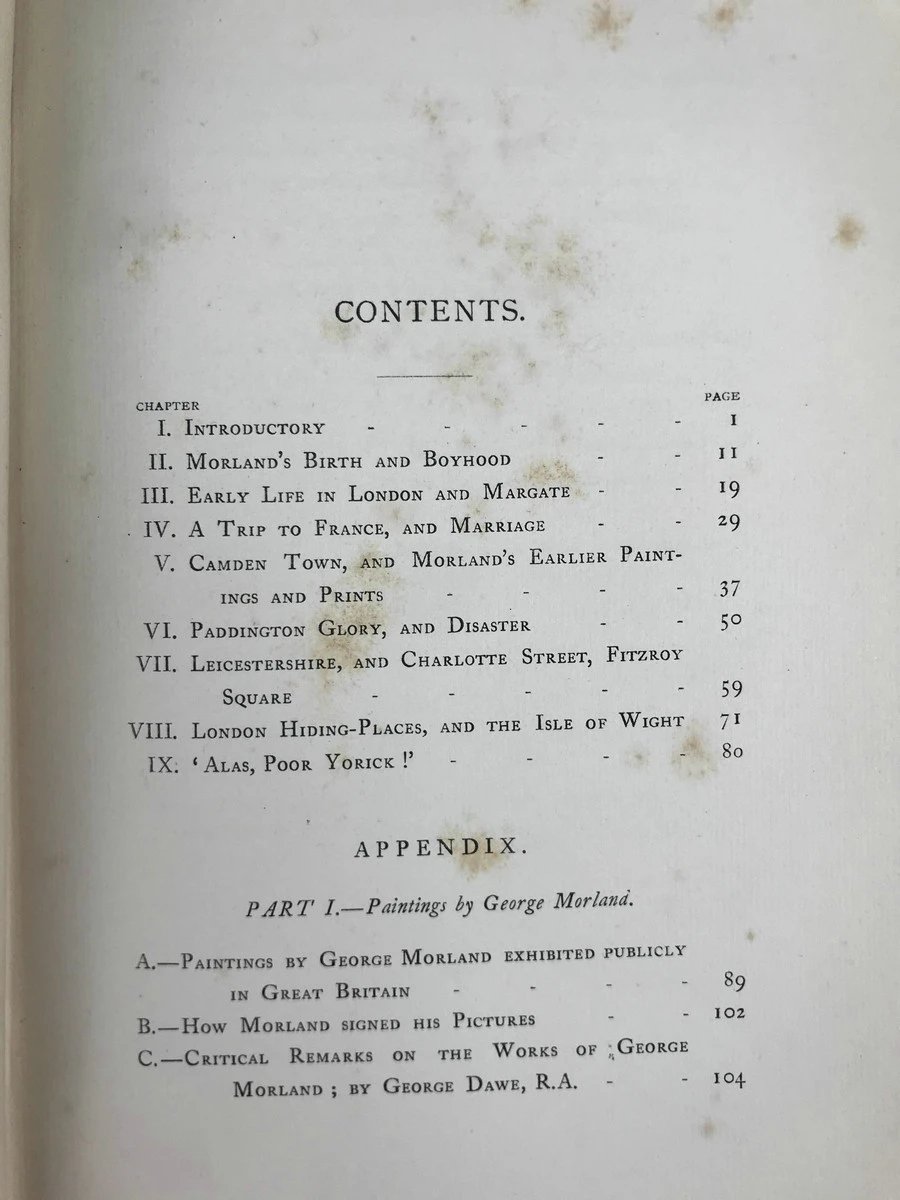 CONTENTS.
CHAPTER PAGE
I. INTRODUCTORY - - - - - 1
II. MORLAND'S BIRTH AND BOYHOOD - - 11
III. EARLY LIFE IN LONDON AND MARGATE - - 19
IV. A TRIP TO FRANCE, AND MARRIAGE - - 29
V. CAMDEN TOWN, AND MORLAND'S EARLIER PAINT-
INGS AND PRINTS - - - - 37
VI. PADDINGTON GLORY, AND DISASTER - - 50
VII. LEICESTERSHIRE, AND CHARLOTTE STREET, FITZROY
SQUARE - - - - - 59
VIII. LONDON HIDING-PLACES, AND THE ISLE OF WIGHT 71
IX. 'ALAS, POOR YORICK!' - - - - 80
APPENDIX.
PART I.—Paintings by George Morland.
A.—PAINTINGS BY GEORGE MORLAND EXHIBITED PUBLICLY
IN GREAT BRITAIN - - - - 89
B.—HOW MORLAND SIGNED HIS PICTURES - - 102
C.—CRITICAL REMARKS ON THE WORKS OF GEORGE
MORLAND; BY GEORGE DAWE, R.A. - - 104